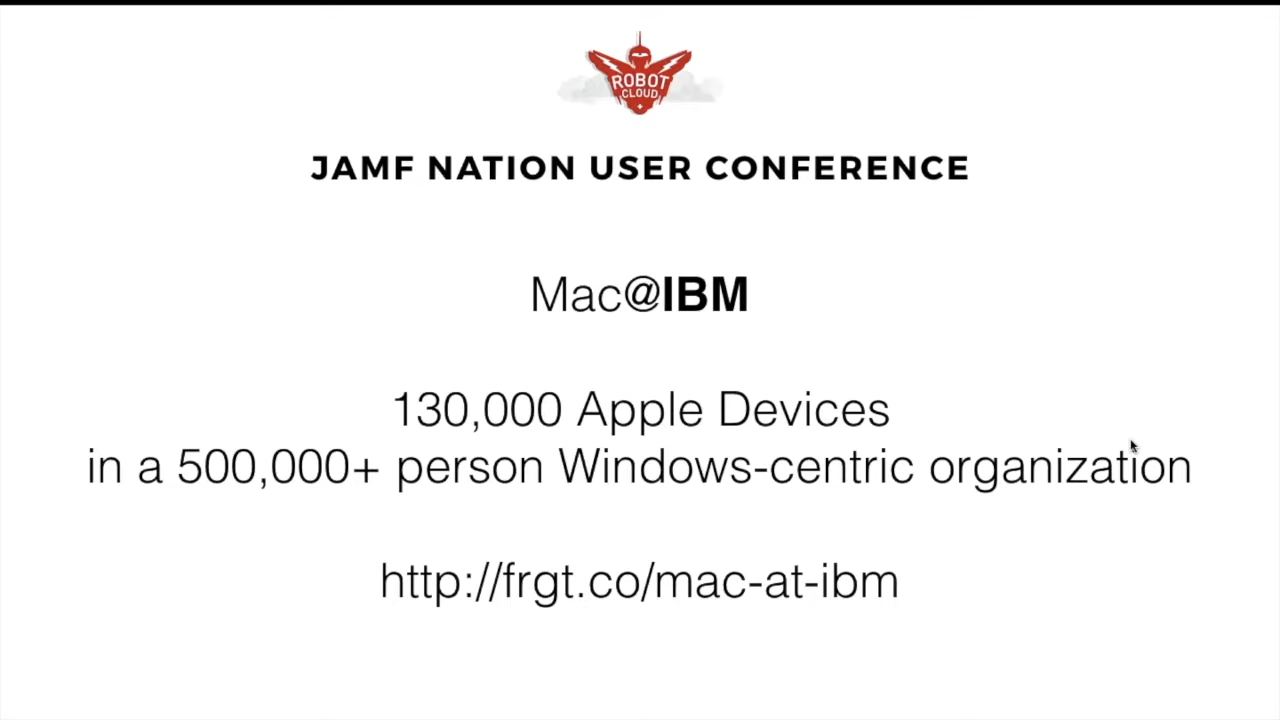 ROBOT
CLOUD
JAMF NATION USER CONFERENCE
Mac@IBM
130,000 Apple Devices
in a 500,000+ person Windows-centric organization
http://frgt.co/mac-at-ibm